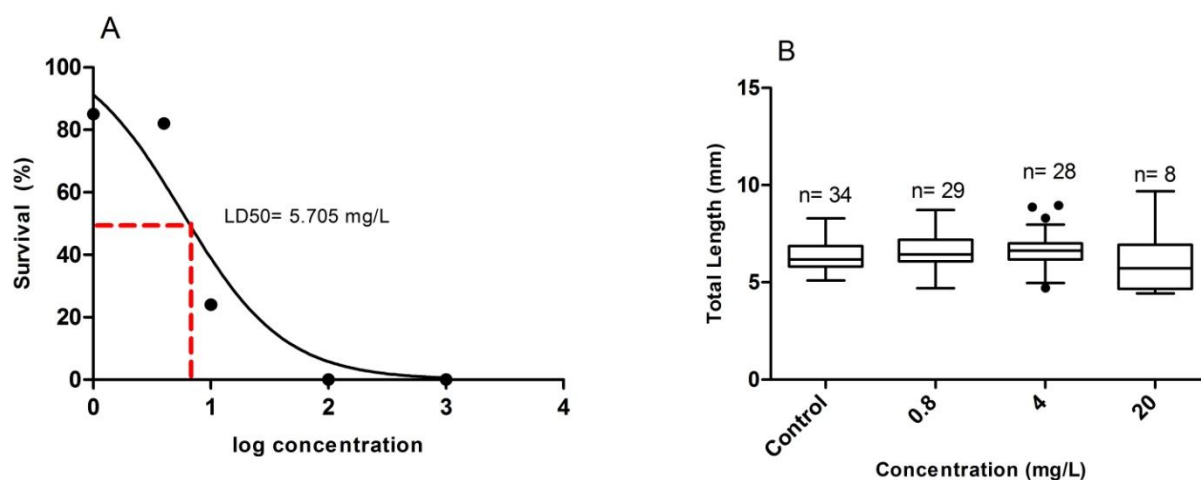 A
100
80
60
40
20
0
Survival (%)
LD50= 5.705 mg/L
0 1 2 3 4
log concentration
B
15
10
5
0
Total Length (mm)
n= 34 n= 29 n= 28 n= 8
Control 0.8 4 20
Concentration (mg/L)